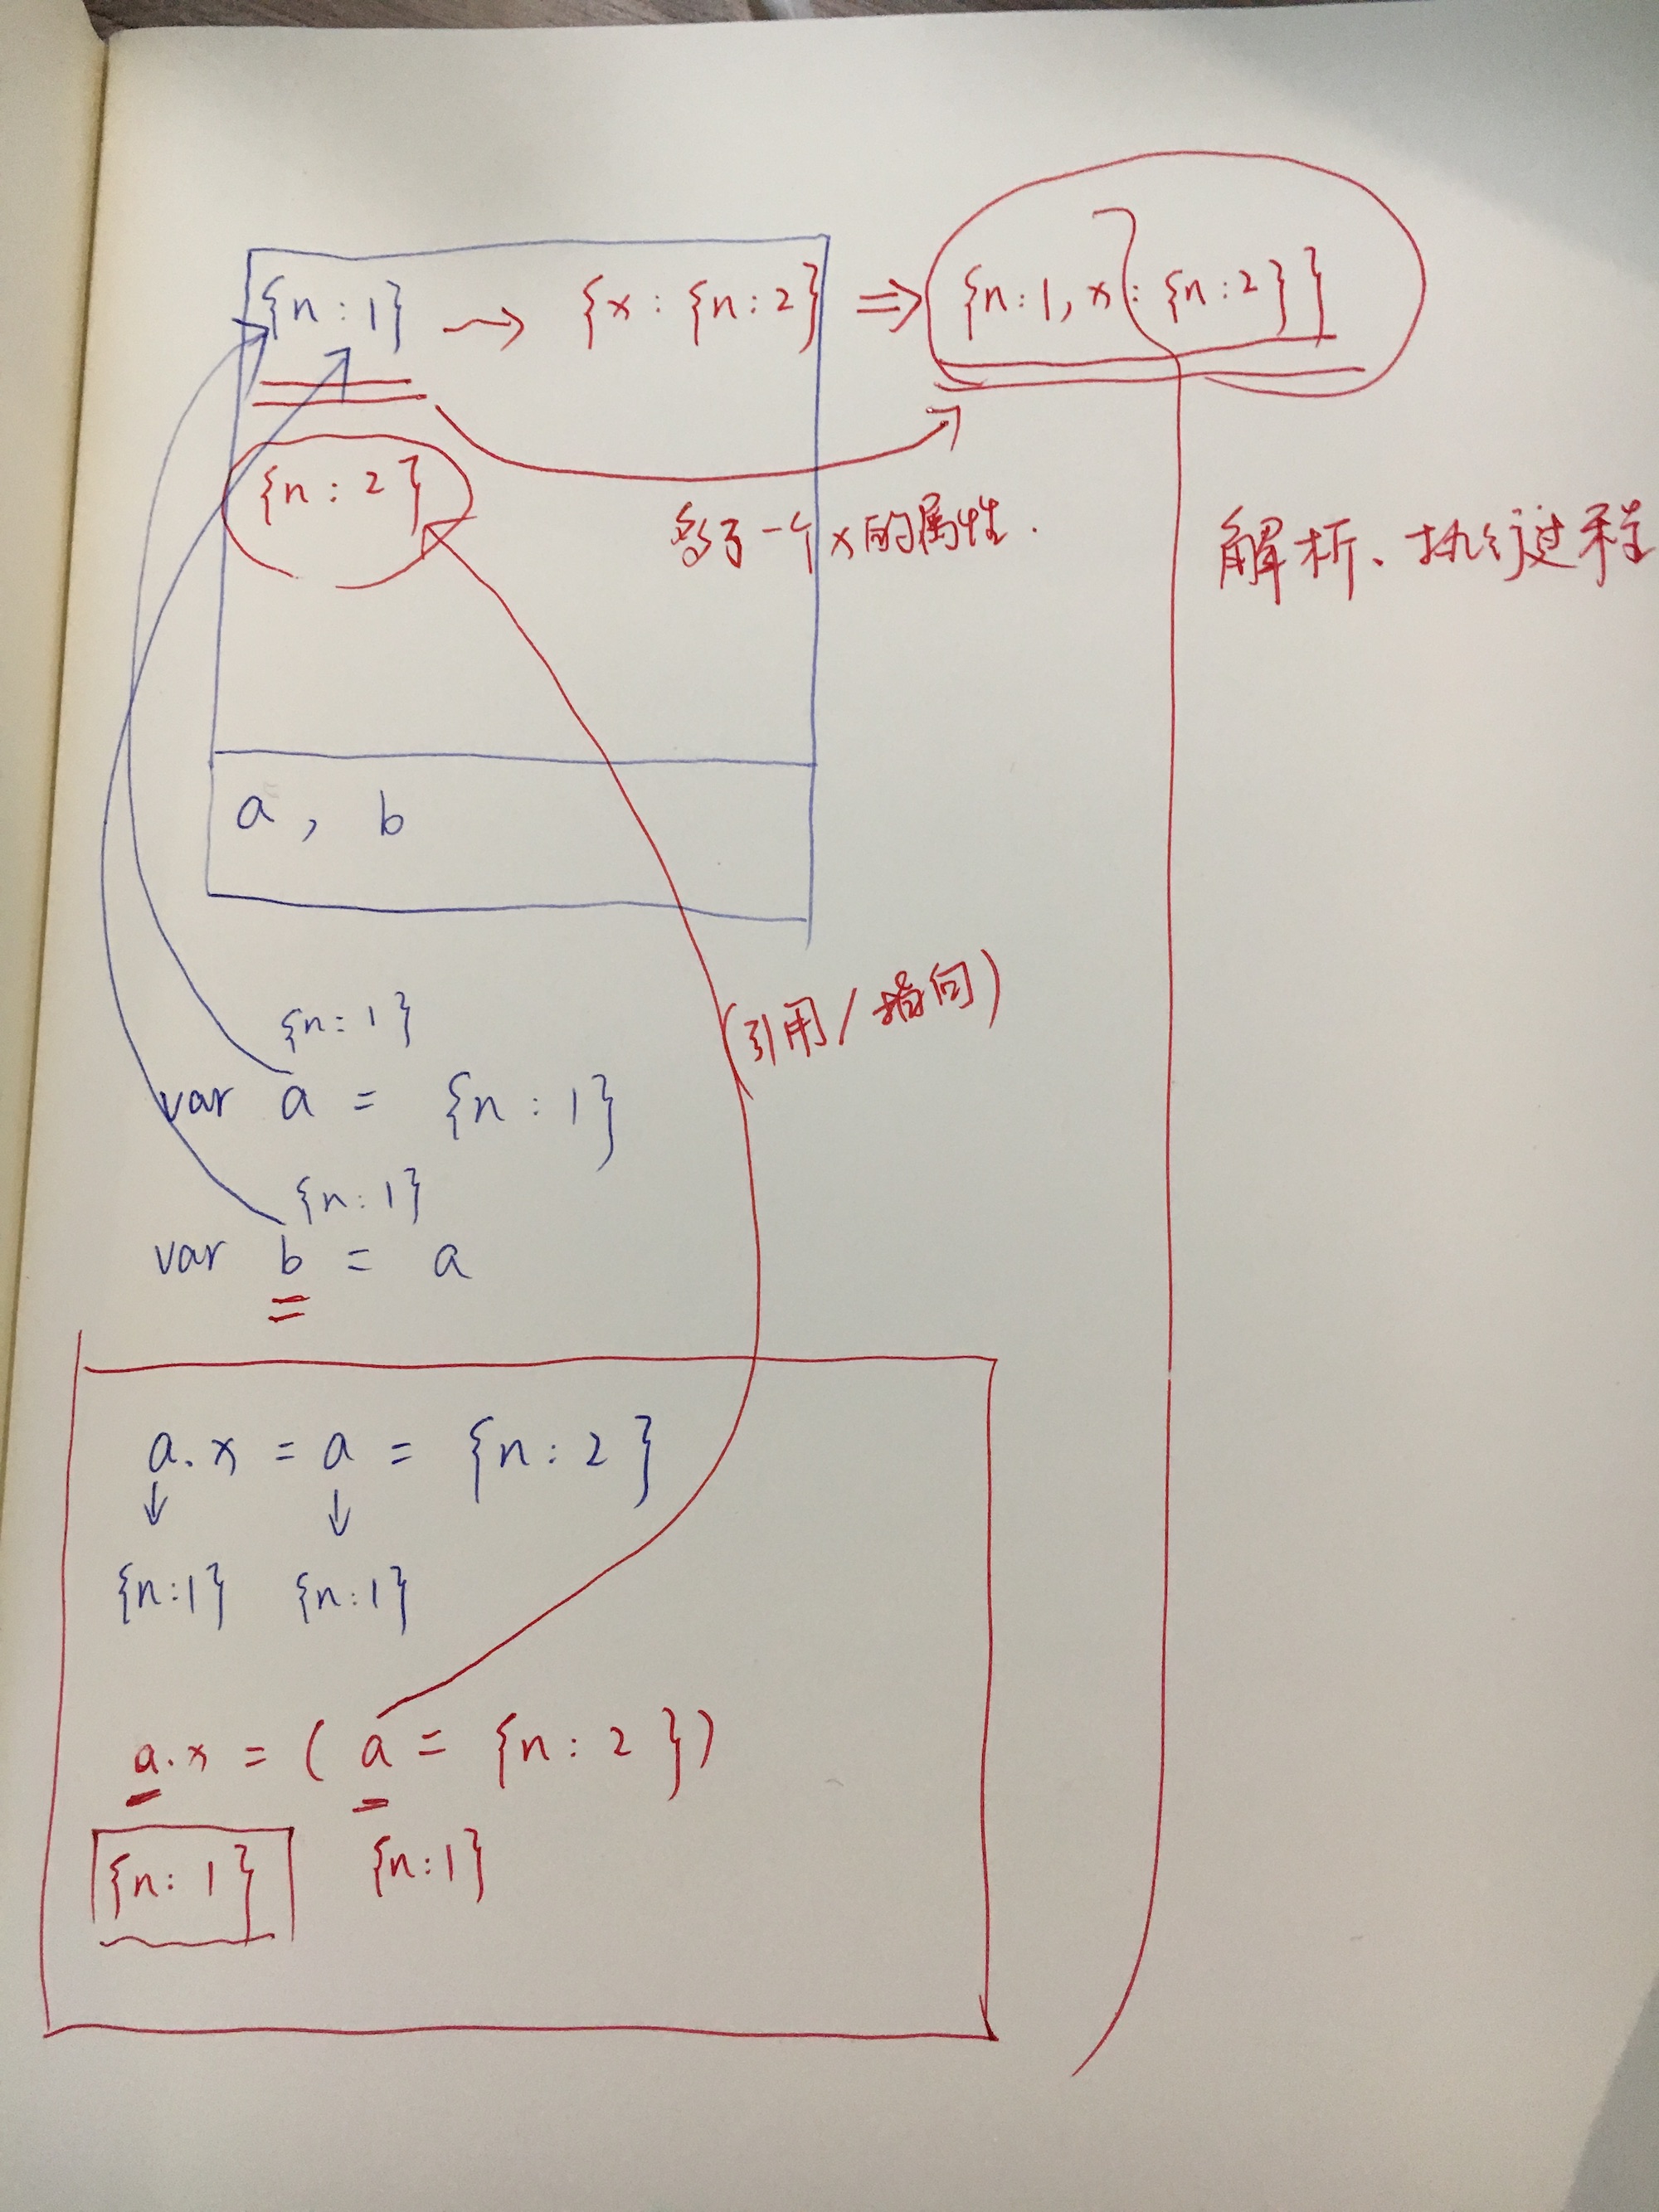 {n:1} → {x:{n:2} ⇒ {n:1,x:{n:2}}
{n:2}
多了一个x的属性.
解析、执行过程
a, b
(引用/指向)
{n:1}
var a = {n:1}
{n:1}
var b = a
a.x = a = {n:2}
↓ ↓
{n:1} {n:1}
a.x = (a = {n:2})
{n:1} {n:1}